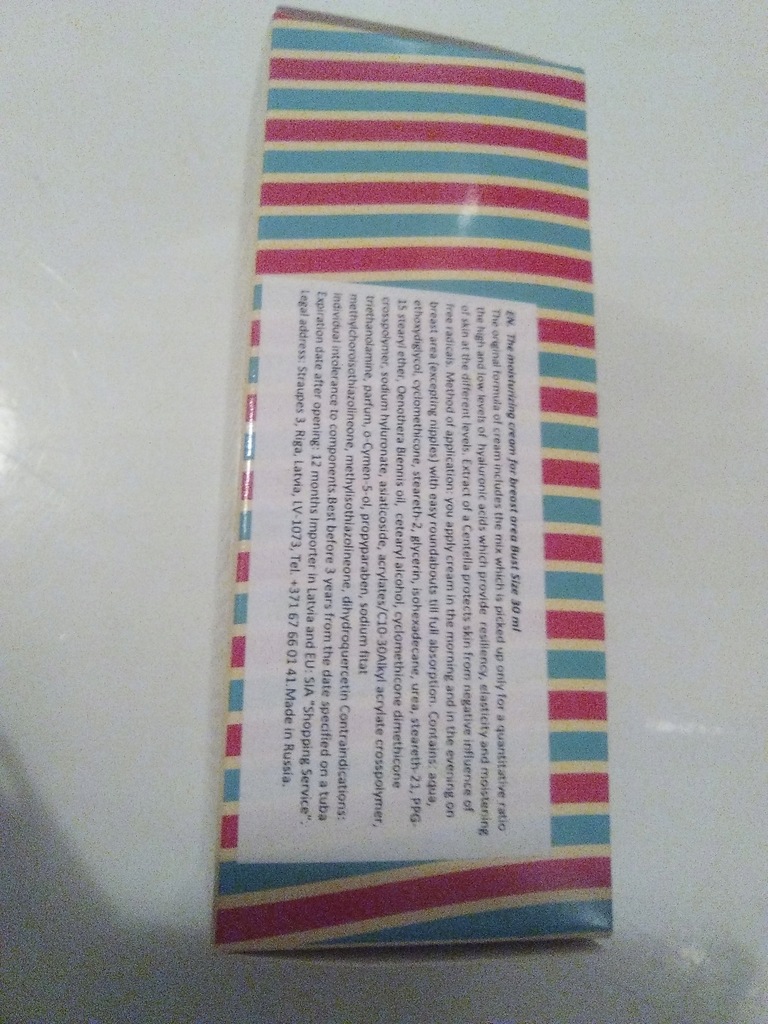 EN. The moisturizing cream for breast area Bust Size 30 ml
The original formula of cream includes the mix which is picked up only for a quantitative ratio
the high and low levels of hyaluronic acids which provide resiliency, elasticity and moistering
of skin at the different levels. Extract of a Centella protects skin from negative influence of
free radicals. Method of application: you apply cream in the morning and in the evening on
breast area (excepting nipples) with easy roundabouts till full absorption. Contains: aqua,
ethoxydiglycol, cyclomethicone, steareth-2, glycerin, isohexadecane, urea, steareth-21, PPG-
15 stearyl ether, Oenothera Biennis oil, cetearyl alcohol, cyclomethicone dimethicone
crosspolymer, sodium hyluronate, asiaticoside, acrylates/C10-30Alkyl acrylate crosspolymer,
triethanolamine, parfum, o-Cymen-5-ol, propyparaben, sodium fitat
methylchoroisothiazolineone, methylisothiazolineone, dihydroquercetin Contraindications:
individual intolerance to components.Best before 3 years from the date specified on a tuba
Expiration date after opening: 12 months Importer in Latvia and EU: SIA "Shopping Service".
Legal address: Straupes 3, Riga, Latvia, LV-1073, Tel. +371 67 66 01 41.Made in Russia.